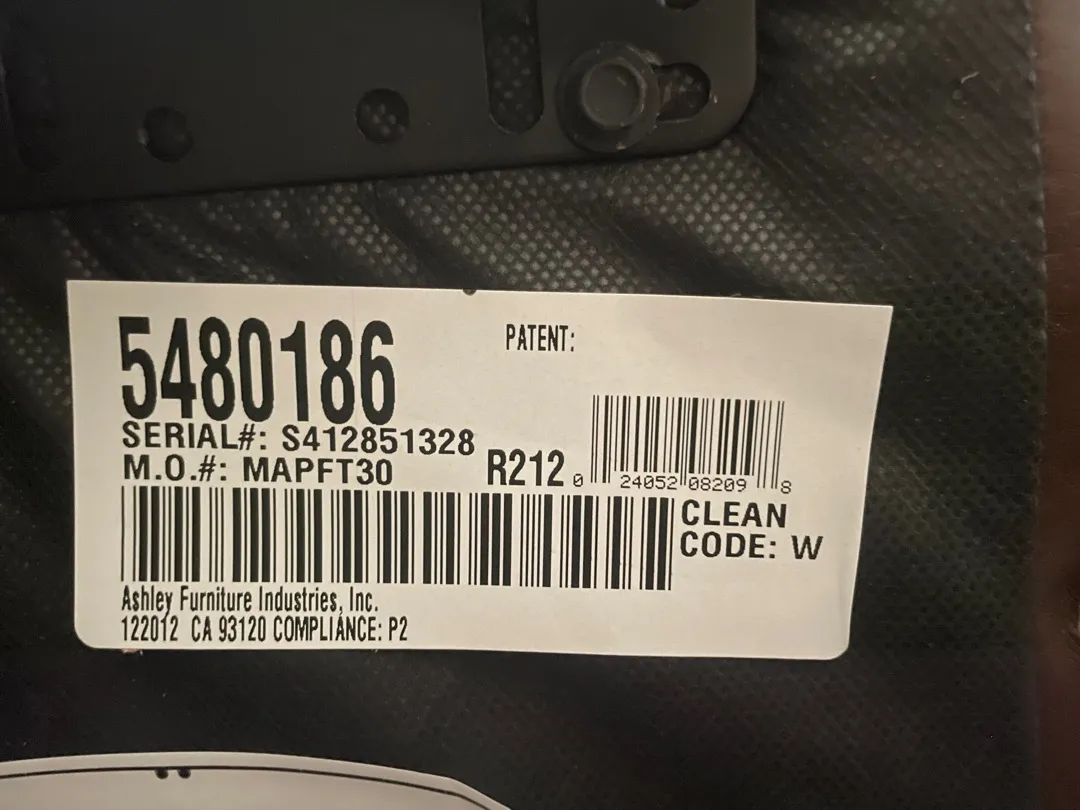 5480186
PATENT:
SERIAL#: S412851328
M.O.#: MAPFT30
R212
0 24052 08209 8
CLEAN
CODE: W
Ashley Furniture Industries, Inc.
122012 CA 93120 COMPLIANCE: P2